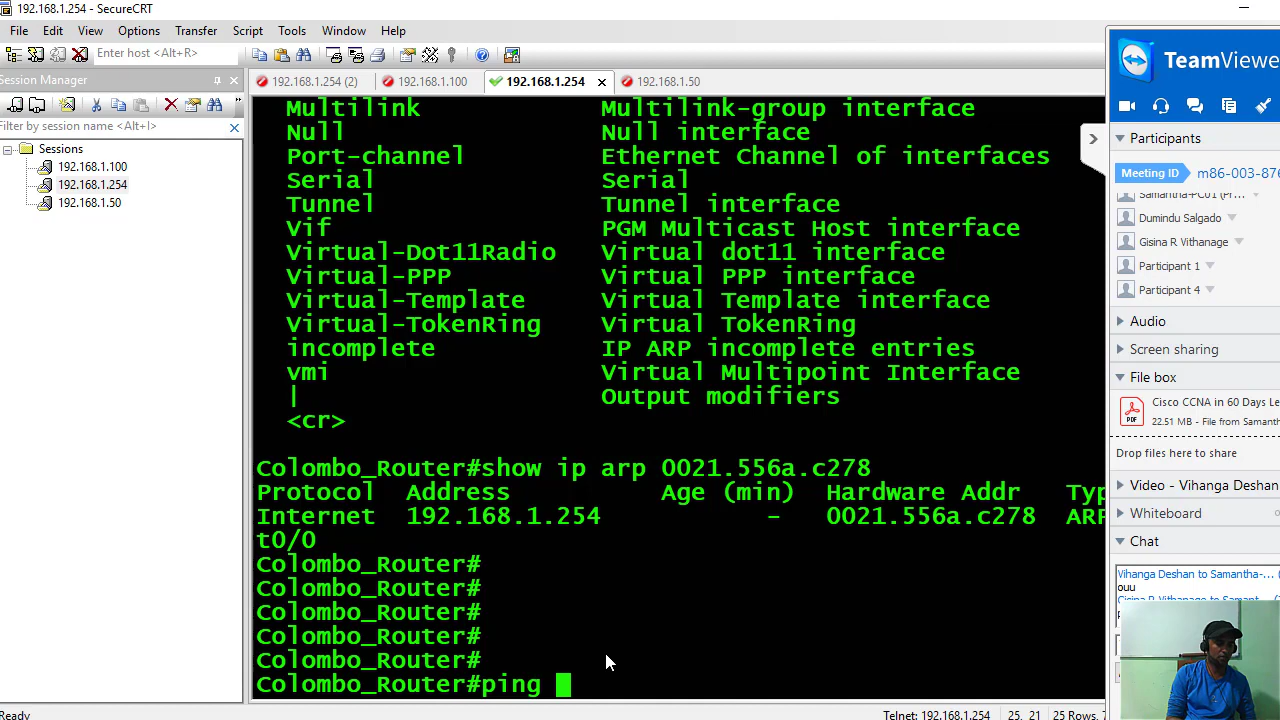 192.168.1.254 - SecureCRT
File Edit View Options Transfer Script Tools Window Help
Enter host <Alt+R>
Session Manager
192.168.1.254 (2)
192.168.1.100
192.168.1.254
192.168.1.50
Filter by session name <Alt+I>
Sessions
192.168.1.100
192.168.1.254
192.168.1.50
Multilink Multilink-group interface
Null Null interface
Port-channel Ethernet Channel of interfaces
Serial Serial
Tunnel Tunnel interface
Vif PGM Multicast Host interface
Virtual-Dot11Radio Virtual dot11 interface
Virtual-PPP Virtual PPP interface
Virtual-Template Virtual Template interface
Virtual-TokenRing Virtual TokenRing
incomplete IP ARP incomplete entries
vmi Virtual Multipoint Interface
| Output modifiers
<cr>
Colombo_Router#show ip arp 0021.556a.c278
Protocol Address Age (min) Hardware Addr Typ
Internet 192.168.1.254 - 0021.556a.c278 ARP
t0/0
Colombo_Router#
Colombo_Router#
Colombo_Router#
Colombo_Router#
Colombo_Router#
Colombo_Router#ping
TeamViewe
Participants
Meeting ID m86-003-876
Samantha-PC01 (Pr...
Dumindu Salgado
Gisina R Vithanage
Participant 1
Participant 4
Audio
Screen sharing
File box
Cisco CCNA in 60 Days Le
22.51 MB - File from Samanth
PDF
Drop files here to share
Video - Vihanga Deshan
Whiteboard
Chat
Vihanga Deshan to Samantha-...
ouu
Gisina R Vithanage to Samant...
Ready
Telnet: 192.168.1.254 25, 21 25 Rows, 7